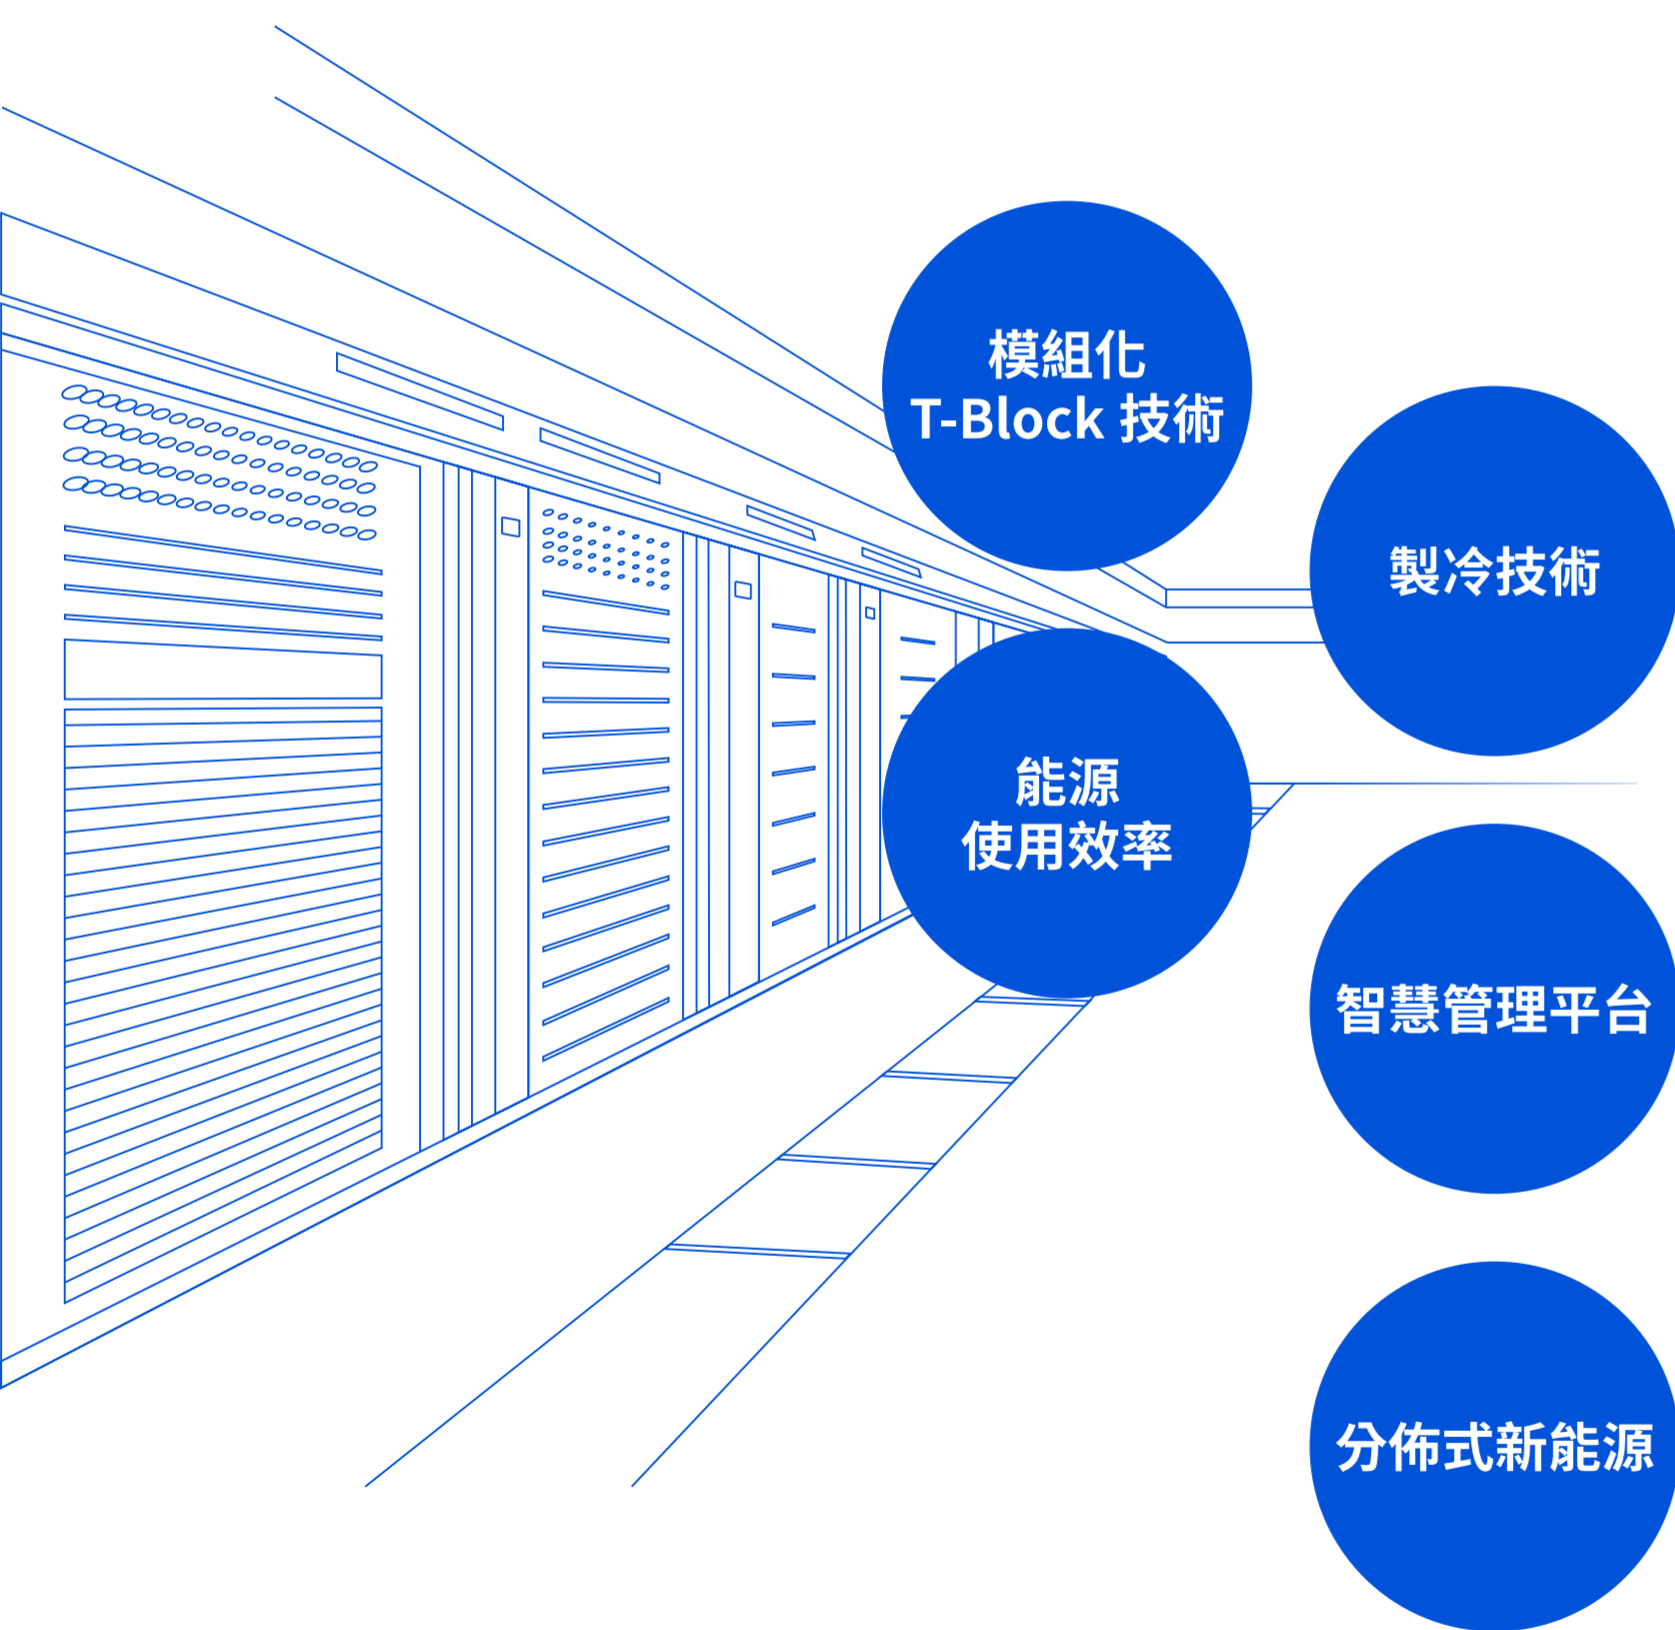 模組化
T-Block 技術
製冷技術
能源
使用效率
智慧管理平台
分佈式新能源